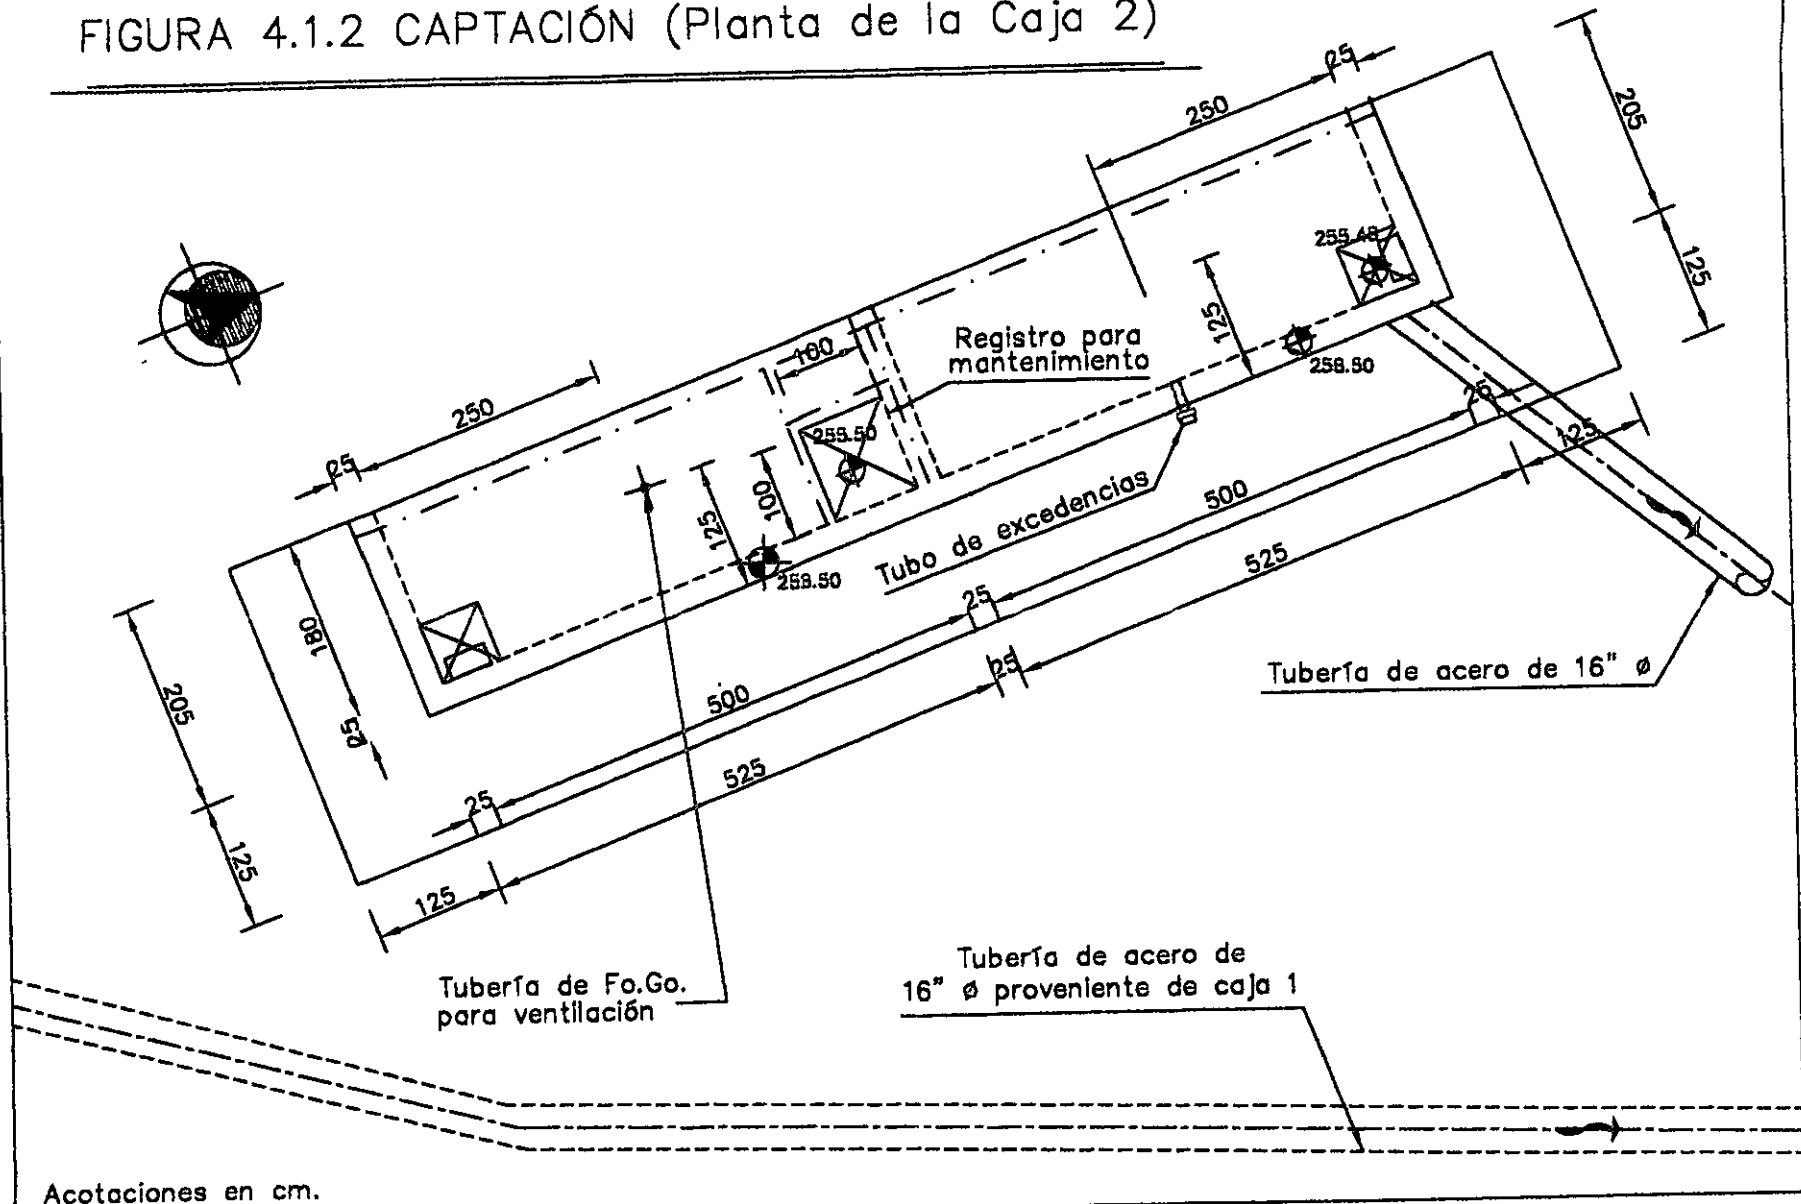 FIGURA 4.1.2 CAPTACIÓN (Planta de la Caja 2)
25
250
205
125
255.48
125
258.50
Registro para
mantenimiento
100
250
25
255.50
100
125
258.50
Tubo de excedencias
25
125
500
525
25
25
500
525
25
125
180
25
205
125
Tubería de acero de 16" ø
Tubería de Fo.Go.
para ventilación
Tubería de acero de
16" ø proveniente de caja 1
Acotaciones en cm.